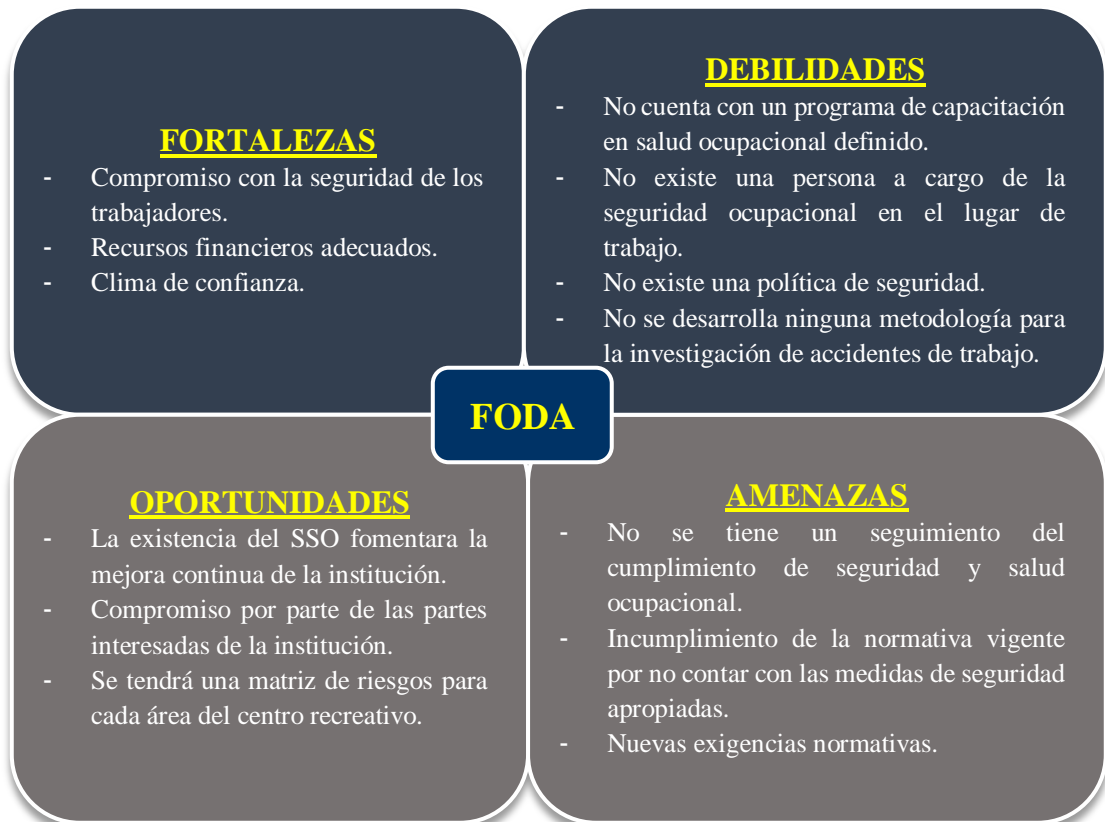 FORTALEZAS
- Compromiso con la seguridad de los
trabajadores.
- Recursos financieros adecuados.
- Clima de confianza.
DEBILIDADES
- No cuenta con un programa de capacitación
en salud ocupacional definido.
- No existe una persona a cargo de la
seguridad ocupacional en el lugar de
trabajo.
- No existe una política de seguridad.
- No se desarrolla ninguna metodología para
la investigación de accidentes de trabajo.
FODA
OPORTUNIDADES
- La existencia del SSO fomentara la
mejora continua de la institución.
- Compromiso por parte de las partes
interesadas de la institución.
- Se tendrá una matriz de riesgos para
cada área del centro recreativo.
AMENAZAS
- No se tiene un seguimiento del
cumplimiento de seguridad y salud
ocupacional.
- Incumplimiento de la normativa vigente
por no contar con las medidas de seguridad
apropiadas.
- Nuevas exigencias normativas.